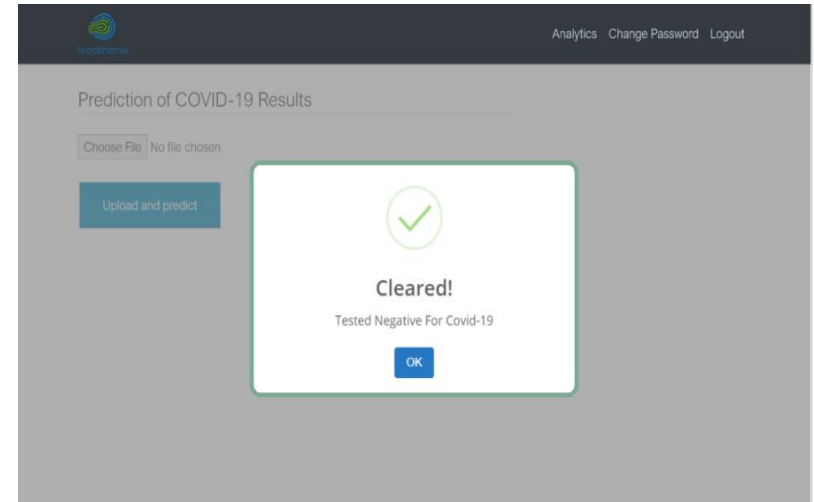 breathonix
Analytics Change Password Logout
Prediction of COVID-19 Results
Choose File No file chosen
Upload and predict
Cleared!
Tested Negative For Covid-19
OK